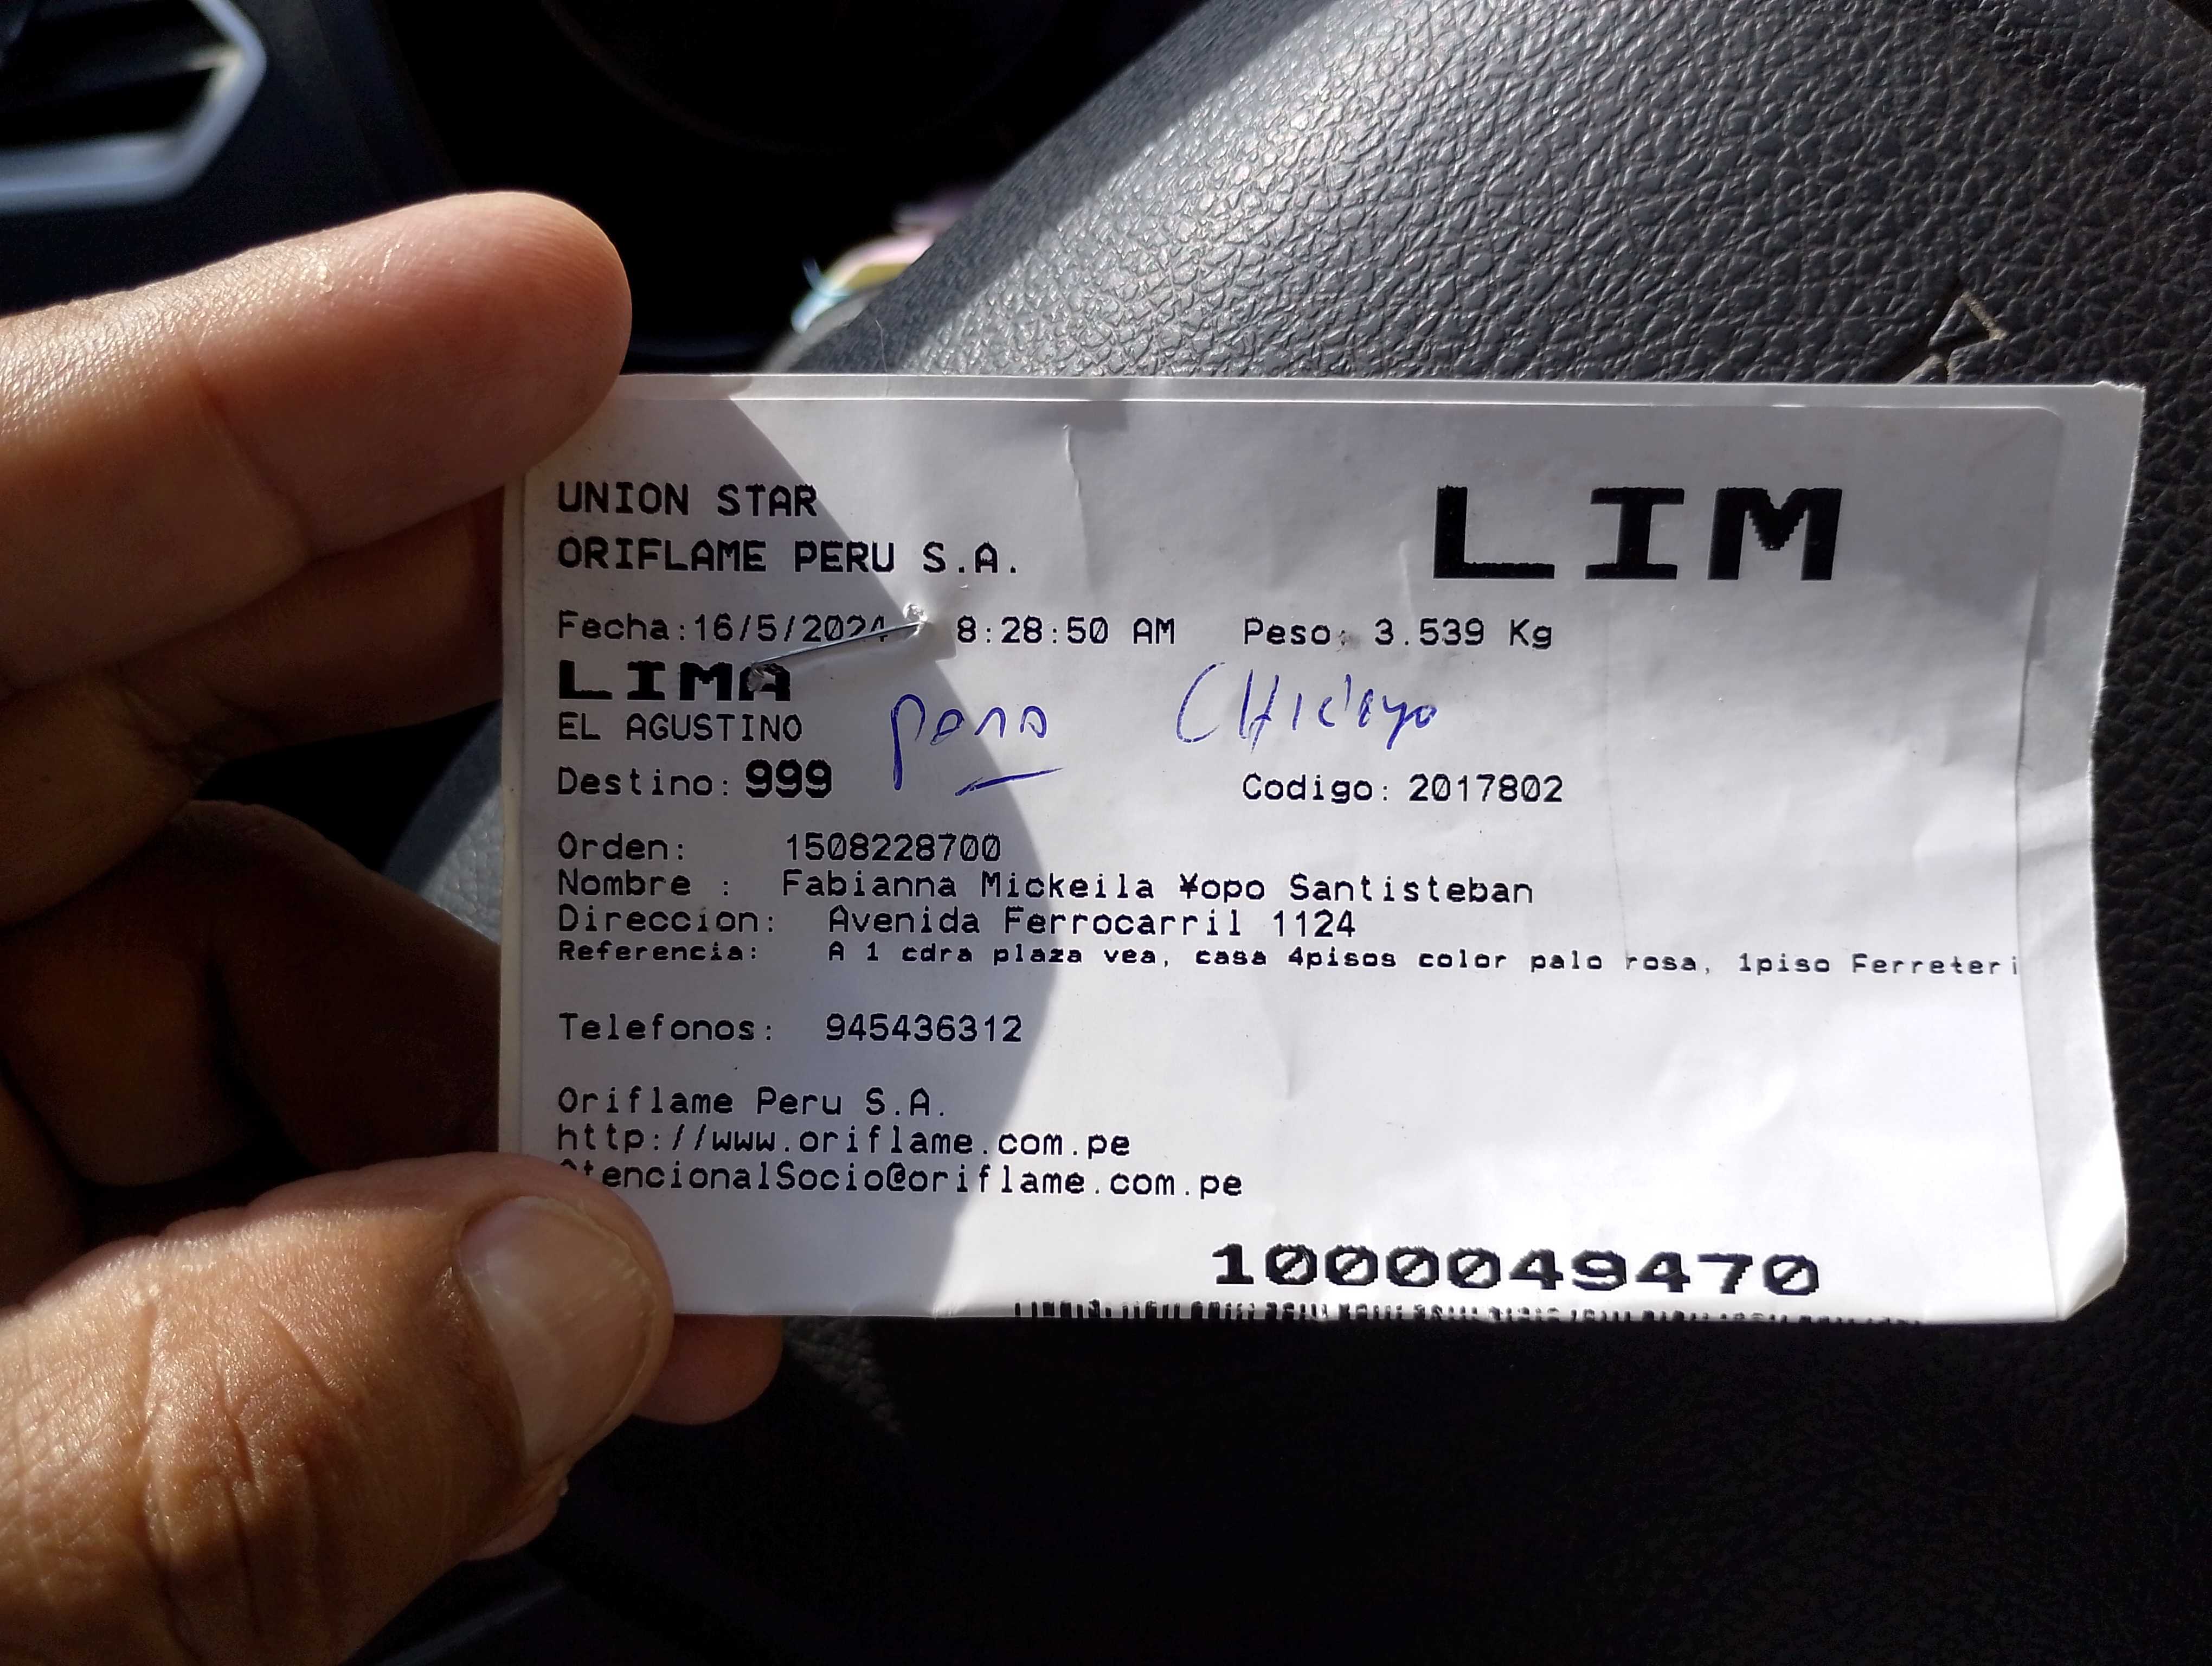 UNION STAR
LIM
ORIFLAME PERU S.A.
Fecha:16/5/2024 8:28:50 AM Peso: 3.539 Kg
LIMA
EL AGUSTINO
para CHiclayo
Destino: 999 Codigo: 2017802
Orden: 1508228700
Nombre : Fabianna Mickeila ¥opo Santisteban
Direccion: Avenida Ferrocarril 1124
Referencia: A 1 cdra plaza vea, casa 4pisos color palo rosa, 1piso Ferreteri
Telefonos: 945436312
Oriflame Peru S.A.
http://www.oriflame.com.pe
AtencionalSocio@oriflame.com.pe
1000049470